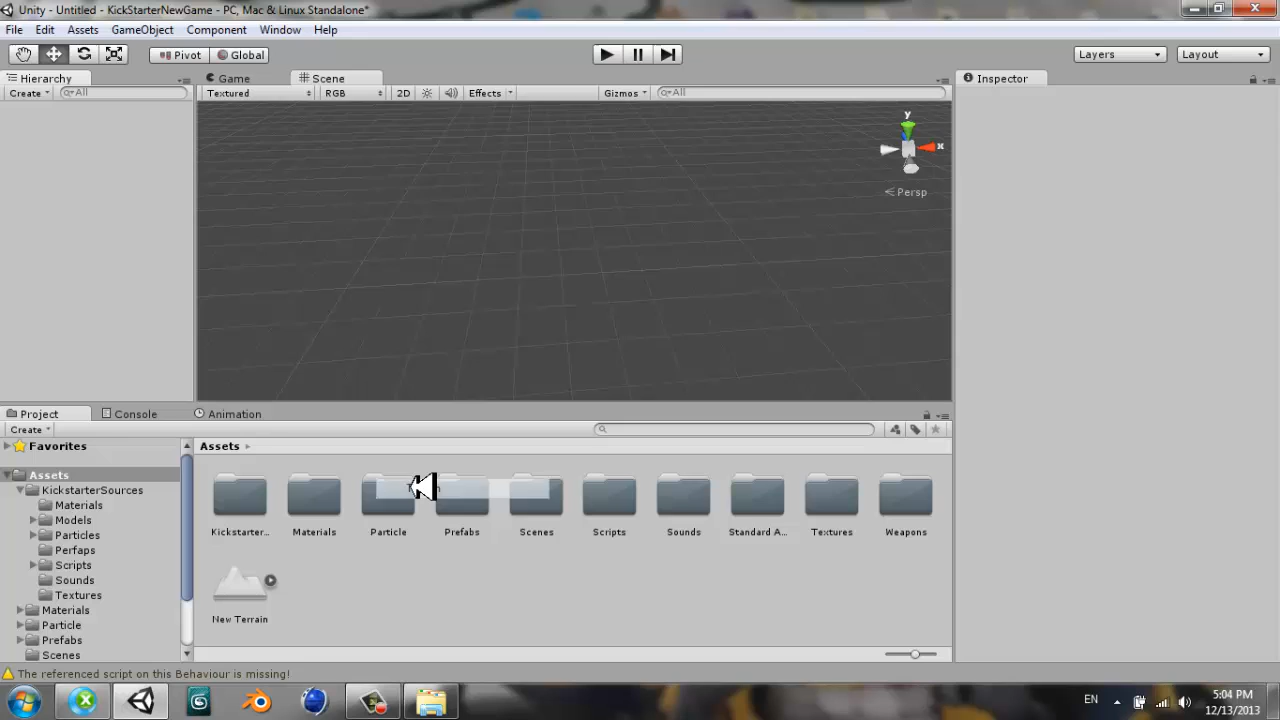 Unity - Untitled - KickStarterNewGame - PC, Mac & Linux Standalone*
File Edit Assets GameObject Component Window Help
Pivot Global Layers Layout
Hierarchy Game Scene Inspector
Create All Textured RGB 2D Effects Gizmos All
y
x
Persp
Project Console Animation
Create
Favorites Assets
Assets
KickstarterSources
Materials
Models
Particles
Perfaps
Scripts
Sounds
Textures
Materials
Particle
Prefabs
Scenes
Kickstarter... Materials Particle Prefabs Scenes Scripts Sounds Standard A... Textures Weapons
New Terrain
The referenced script on this Behaviour is missing!
EN 5:04 PM
12/13/2013